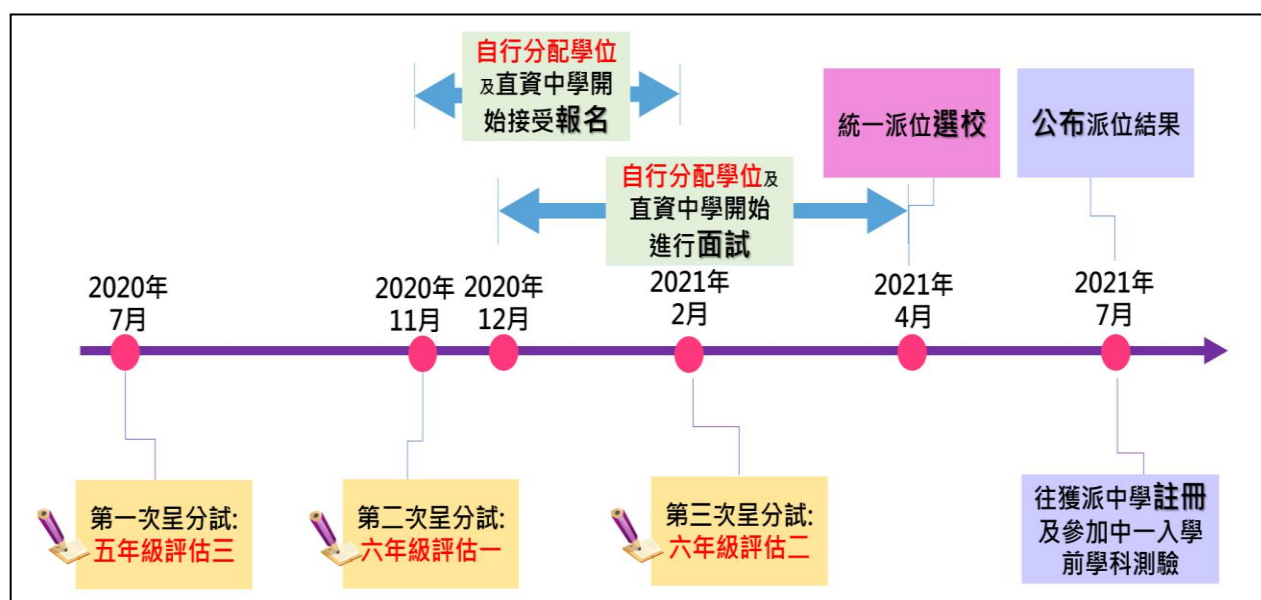 自行分配學位
及直資中學開
始接受報名
統一派位選校
公布派位結果
自行分配學位及
直資中學開始
進行面試
2020年
7月
2020年
11月
2020年
12月
2021年
2月
2021年
4月
2021年
7月
第一次呈分試:
五年級評估三
第二次呈分試:
六年級評估一
第三次呈分試:
六年級評估二
往獲派中學註冊
及參加中一入學
前學科測驗